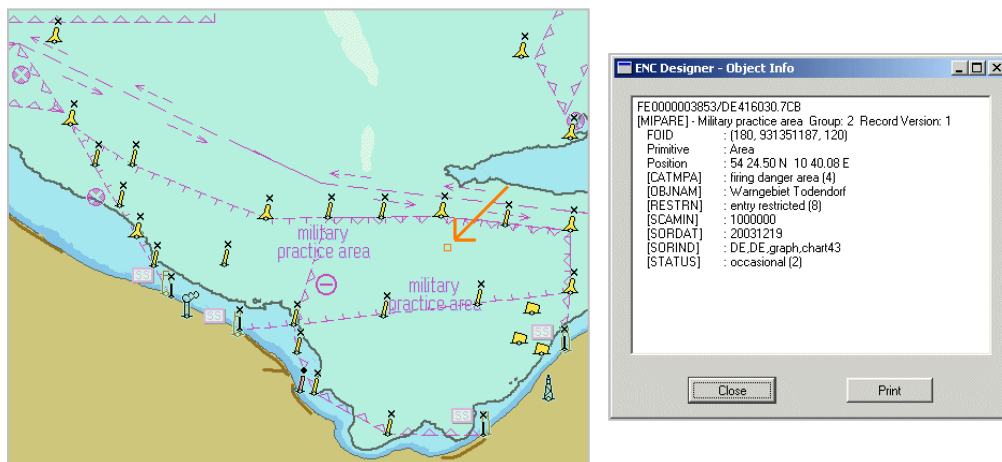 military
practice area
military
practice area
SS
SS
SS
SS
ENC Designer - Object Info
FE0000003853/DE416030.7CB
[MIPARE] - Military practice area Group: 2 Record Version: 1
FOID : (180, 931351187, 120)
Primitive : Area
Position : 54 24.50 N 10 40.08 E
[CATMPA] : firing danger area (4)
[OBJNAM] : Warngebiet Todendorf
[RESTRN] : entry restricted (8)
[SCAMIN] : 1000000
[SORDAT] : 20031219
[SORIND] : DE,DE,graph,chart43
[STATUS] : occasional (2)
Close
Print